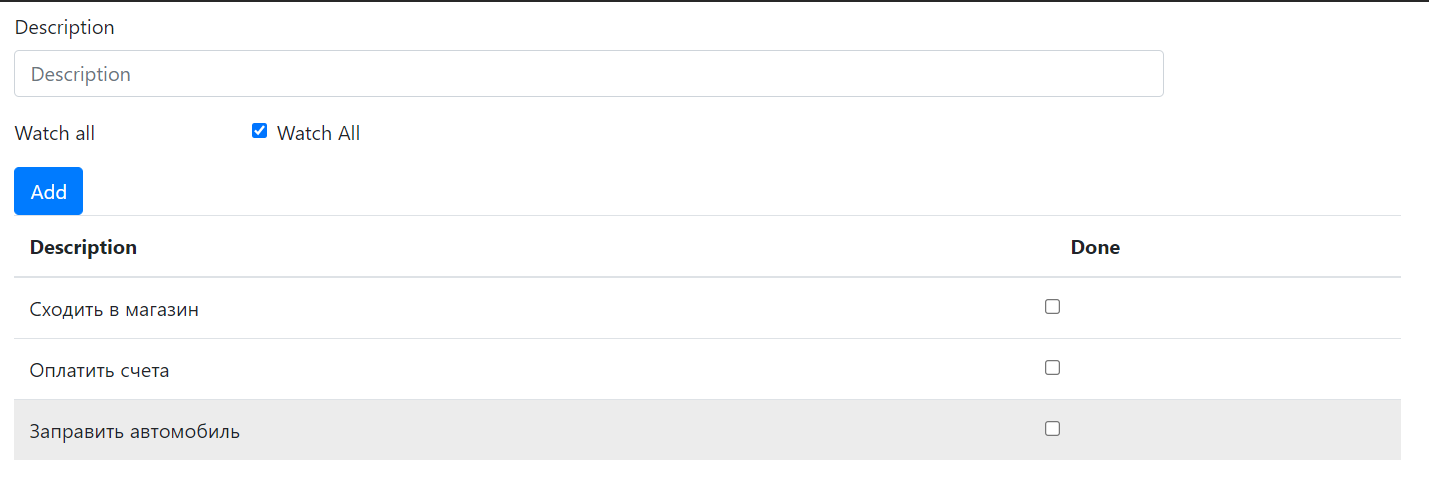 Description
Description
Watch all Watch All
Add
Description Done
Сходить в магазин
Оплатить счета
Заправить автомобиль